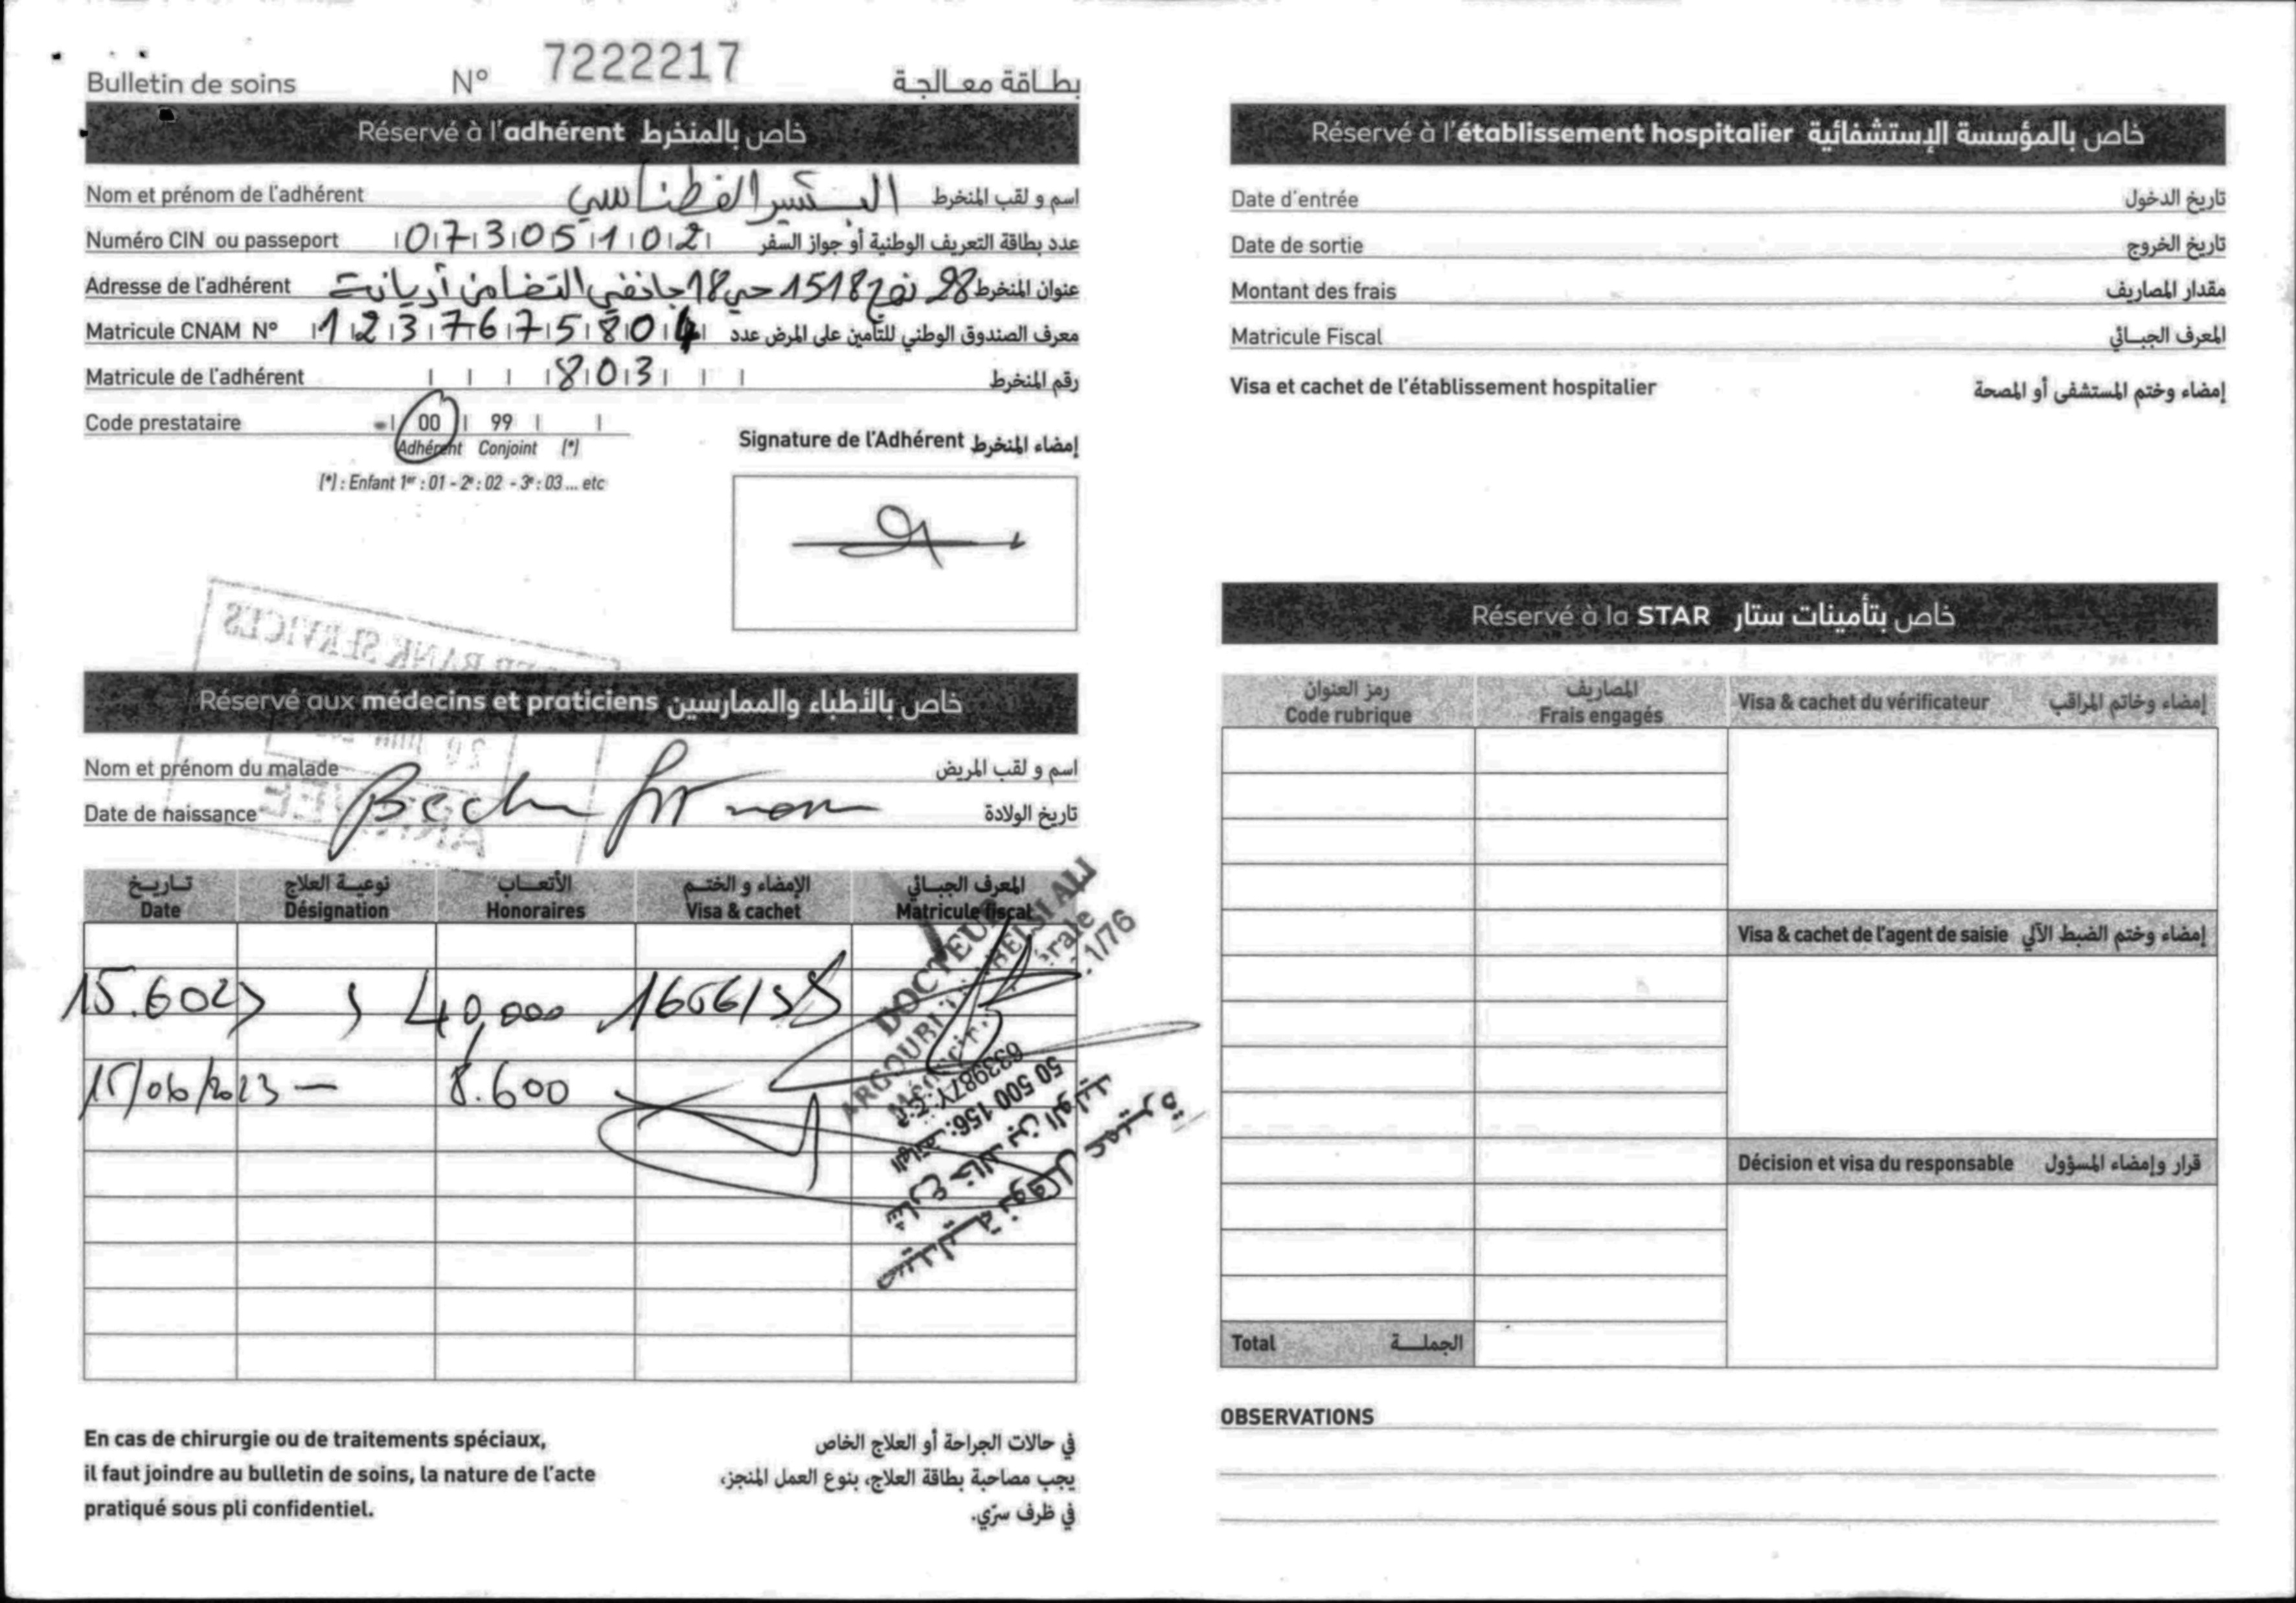 Bulletin de soins N° 7222217 بطاقة معالجة
Réservé à l'adhérent خاص بالمنخرط
Nom et prénom de l'adhérent البشير الفطناسي اسم و لقب المنخرط
Numéro CIN ou passeport 07305102 عدد بطاقة التعريف الوطنية أو جواز السفر
Adresse de l'adhérent 28 نهج 1518 حي 18 جانفي التضامن أريانة عنوان المنخرط
Matricule CNAM N° 123767580 معرف الصندوق الوطني للتأمين على المرض عدد
Matricule de l'adhérent 803 رقم المنخرط
Code prestataire 00 99
Adhérent Conjoint (*)
(*) : Enfant 1er : 01 - 2e : 02 - 3e : 03 ... etc
Signature de l'Adhérent إمضاء المنخرط
Réservé aux médecins et praticiens خاص بالأطباء والممارسين
Nom et prénom du malade اسم و لقب المريض
Date de naissance تاريخ الولادة
تاريخ نوعية العلاج الأتعاب الإمضاء و الختم المعرف الجبائي
Date Désignation Honoraires Visa & cachet Matricule fiscal
15.6023 40,000
15/06/2023 — 8.600
DOCTEUR
ALI
1/76
50 500 156
En cas de chirurgie ou de traitements spéciaux,
il faut joindre au bulletin de soins, la nature de l'acte
pratiqué sous pli confidentiel.
في حالات الجراحة أو العلاج الخاص
يجب مصاحبة بطاقة العلاج، بنوع العمل المنجز،
في ظرف سرّي.
Réservé à l'établissement hospitalier خاص بالمؤسسة الإستشفائية
Date d'entrée تاريخ الدخول
Date de sortie تاريخ الخروج
Montant des frais مقدار المصاريف
Matricule Fiscal المعرف الجبائي
Visa et cachet de l'établissement hospitalier إمضاء وختم المستشفى أو المصحة
Réservé à la STAR خاص بتأمينات ستار
رمز العنوان المصاريف
Code rubrique Frais engagés Visa & cachet du vérificateur إمضاء وخاتم المراقب
Visa & cachet de l'agent de saisie إمضاء وختم الضبط الآلي
Décision et visa du responsable قرار وإمضاء المسؤول
Total الجملة
OBSERVATIONS